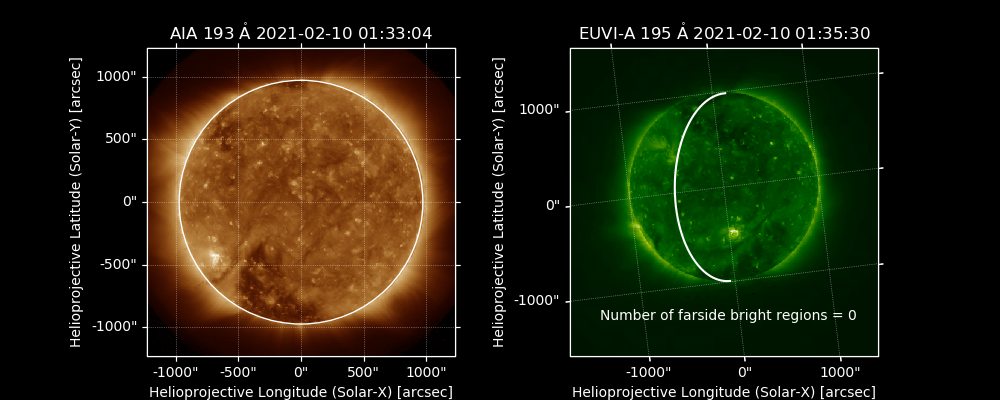 AIA 193 Å 2021-02-10 01:33:04
1000"
500"
0"
-500"
-1000"
-1000"
-500"
0"
500"
1000"
Helioprojective Longitude (Solar-X) [arcsec]
Helioprojective Latitude (Solar-Y) [arcsec]
EUVI-A 195 Å 2021-02-10 01:35:30
1000"
0"
-1000"
Number of farside bright regions = 0
-1000"
0"
1000"
Helioprojective Longitude (Solar-X) [arcsec]
Helioprojective Latitude (Solar-Y) [arcsec]